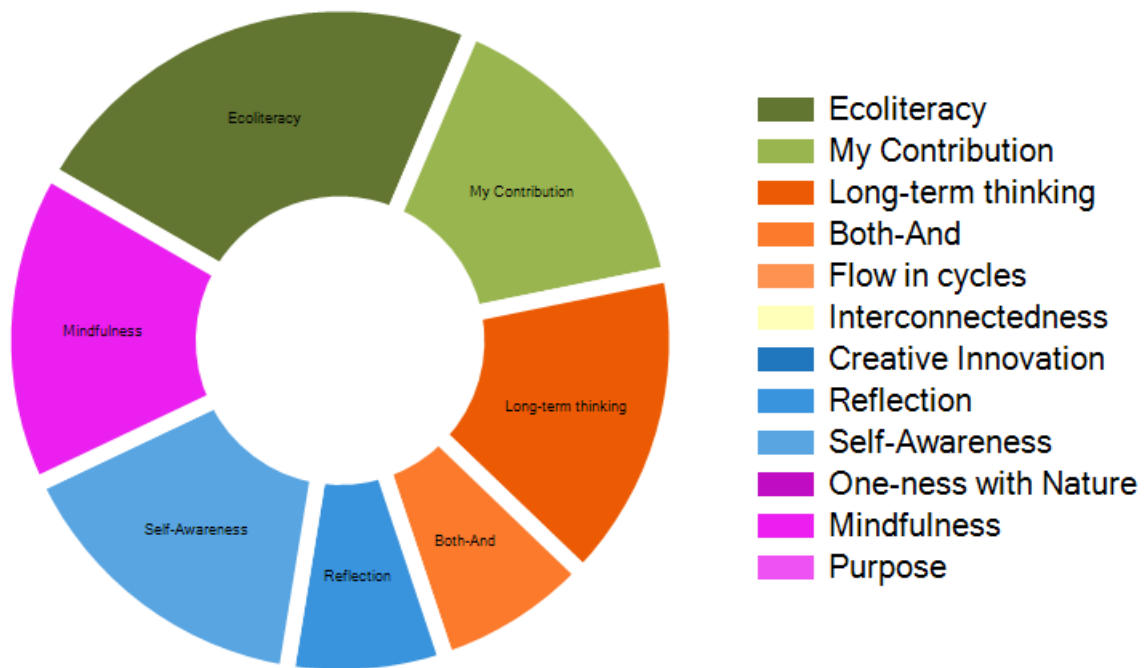 Ecoliteracy
My Contribution
Mindfulness
Long-term thinking
Self-Awareness
Both-And
Reflection
Ecoliteracy
My Contribution
Long-term thinking
Both-And
Flow in cycles
Interconnectedness
Creative Innovation
Reflection
Self-Awareness
One-ness with Nature
Mindfulness
Purpose